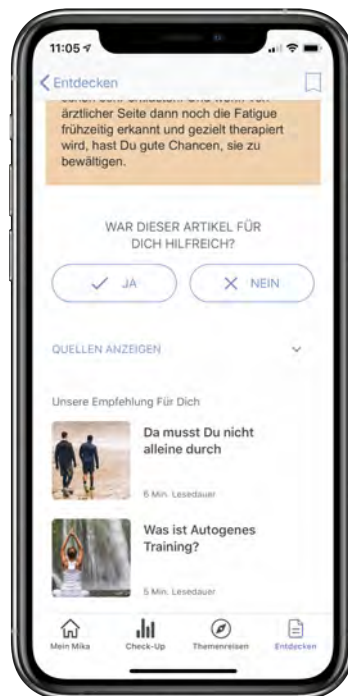 11:05
Entdecken
ärztlicher Seite dann noch die Fatigue
frühzeitig erkannt und gezielt therapiert
wird, hast Du gute Chancen, sie zu
bewältigen.
WAR DIESER ARTIKEL FÜR
DICH HILFREICH?
JA
NEIN
QUELLEN ANZEIGEN
Unsere Empfehlung Für Dich
Da musst Du nicht
alleine durch
6 Min. Lesedauer
Was ist Autogenes
Training?
5 Min. Lesedauer
Mein Mika
Check-Up
Themenreisen
Entdecken